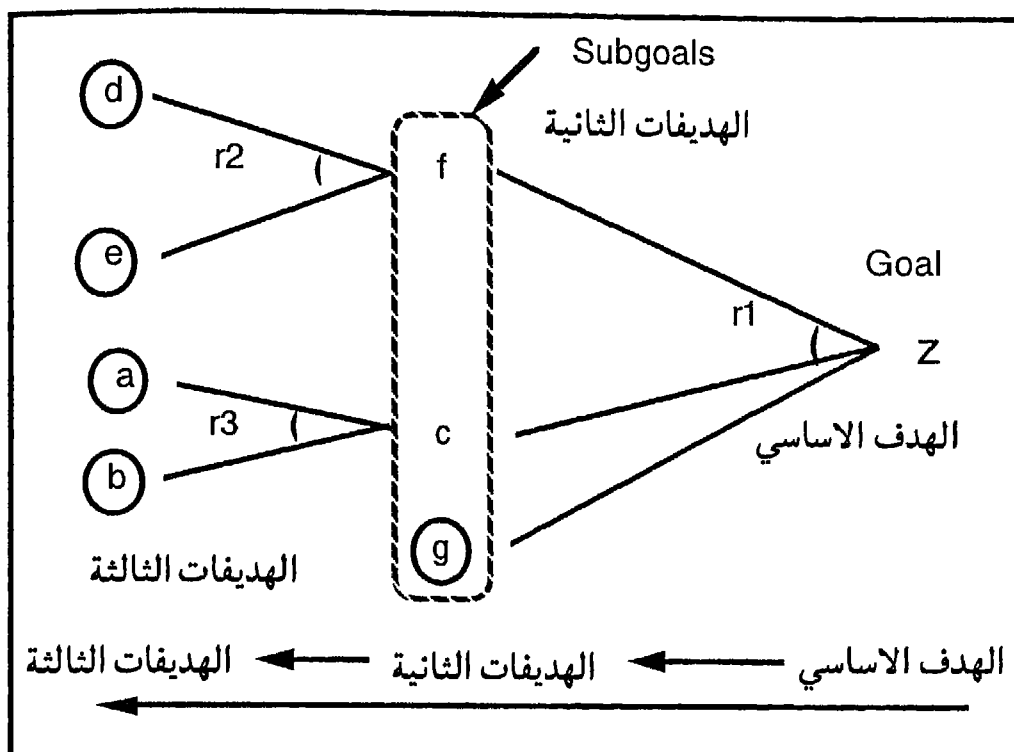 Subgoals
الهديفات الثانية
d
r2
f
e
Goal
r1
Z
a
r3
c
الهدف الاساسي
b
g
الهديفات الثالثة
الهدف الاساسي الهديفات الثانية الهديفات الثالثة